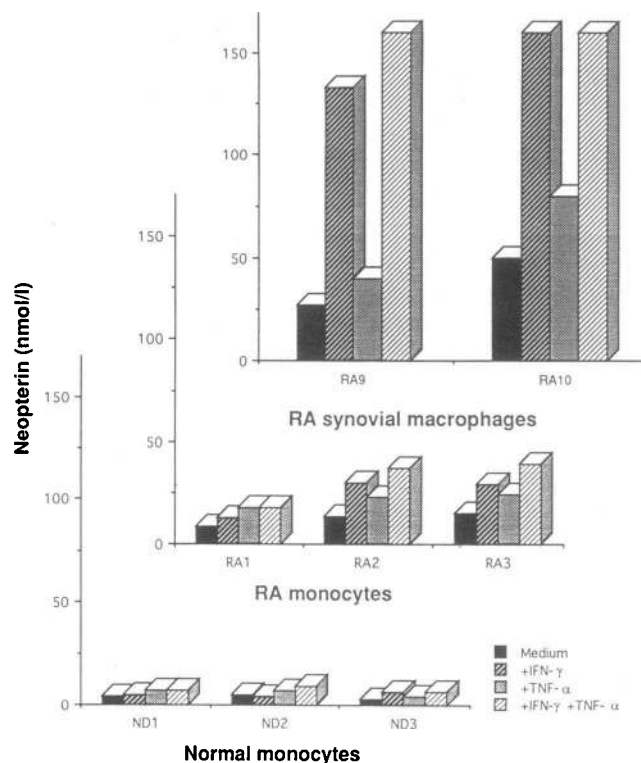 150
100
50
0
RA9 RA10
RA synovial macrophages
Neopterin (nmol/l)
150
100
50
0
RA1 RA2 RA3
RA monocytes
150
100
50
0
ND1 ND2 ND3
Normal monocytes
Medium
+IFN-γ
+TNF-α
+IFN-γ +TNF-α